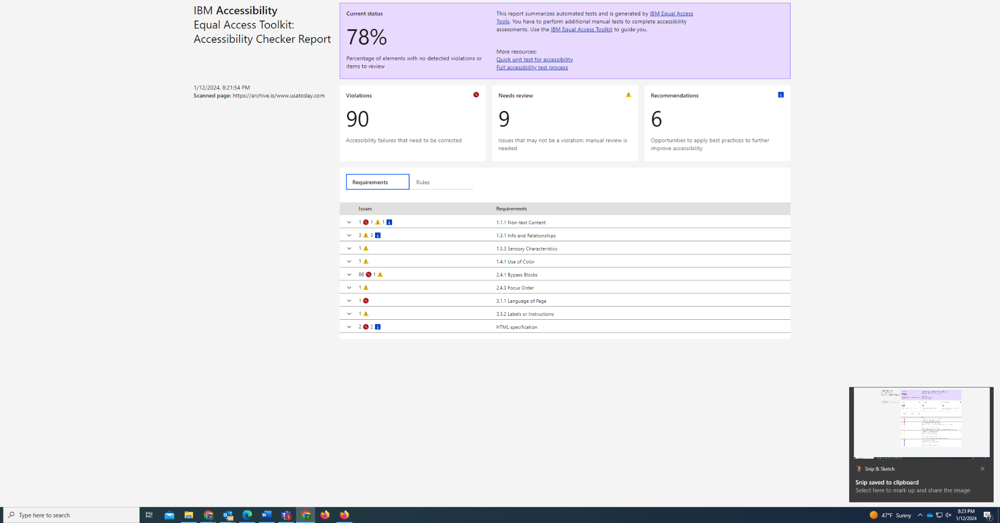 IBM Accessibility
Equal Access Toolkit:
Accessibility Checker Report
1/12/2024, 8:21:54 PM
Scanned page: https://archive.is/www.usatoday.com
Current status
78%
Percentage of elements with no detected violations or
items to review
This report summarizes automated tests and is generated by IBM Equal Access
Tools. You have to perform additional manual tests to complete accessibility
assessments. Use the IBM Equal Access Toolkit to guide you.
More resources:
Quick unit test for accessibility
Full accessibility test process
Violations
90
Accessibility failures that need to be corrected
Needs review
9
Issues that may not be a violation; manual review is
needed
Recommendations
6
Opportunities to apply best practices to further
improve accessibility
Requirements Rules
Issues Requirements
1 1 1 1.1.1 Non-text Content
3 3 1.3.1 Info and Relationships
1 1.3.3 Sensory Characteristics
1 1.4.1 Use of Color
86 1 2.4.1 Bypass Blocks
1 2.4.3 Focus Order
1 3.1.1 Language of Page
1 3.3.2 Labels or Instructions
2 2 HTML specification
Snip & Sketch
Snip saved to clipboard
Select here to mark up and share the image
Type here to search
47°F Sunny
8:23 PM
1/12/2024